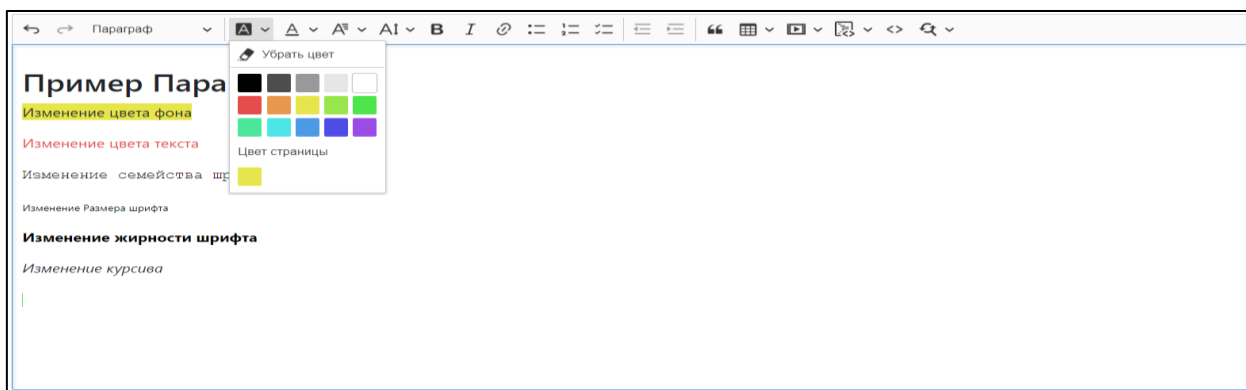 Параграф
Убрать цвет
Пример Пара
Изменение цвета фона
Изменение цвета текста
Цвет страницы
Изменение семейства шр
Изменение Размера шрифта
Изменение жирности шрифта
Изменение курсива